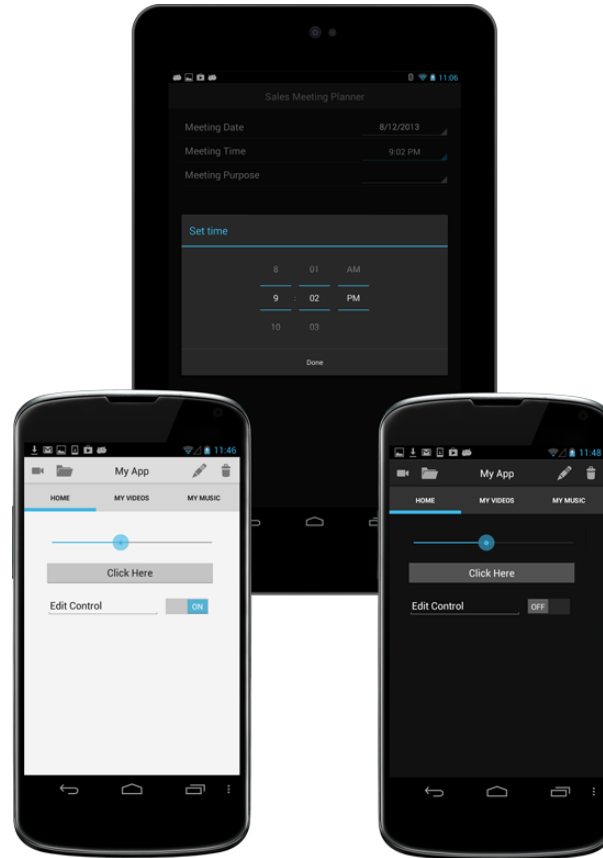 11:06
Sales Meeting Planner
Meeting Date 8/12/2013
Meeting Time 9:02 PM
Meeting Purpose
Set time
8 01 AM
9 : 02 PM
10 03
Done
11:46
My App
HOME MY VIDEOS MY MUSIC
Click Here
Edit Control ON
11:48
My App
HOME MY VIDEOS MY MUSIC
Click Here
Edit Control OFF